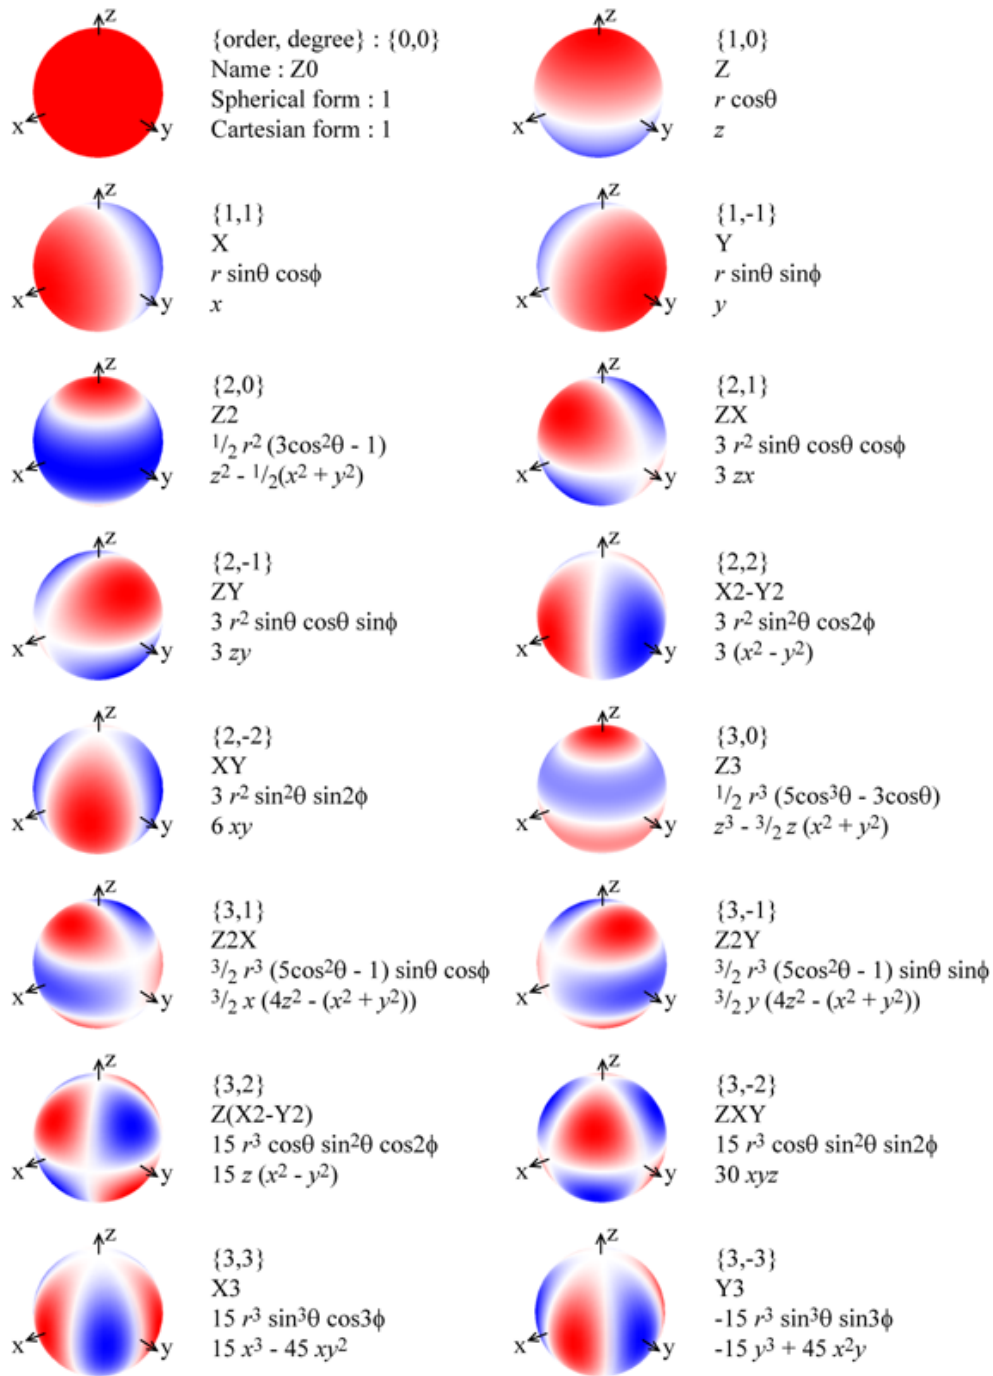 z
x
y
{order, degree} : {0,0}
Name : Z0
Spherical form : 1
Cartesian form : 1
z
x
y
{1,0}
Z
r cosθ
z
z
x
y
{1,1}
X
r sinθ cosϕ
x
z
x
y
{1,-1}
Y
r sinθ sinϕ
y
z
x
y
{2,0}
Z2
1/2 r² (3cos²θ - 1)
z² - 1/2(x² + y²)
z
x
y
{2,1}
ZX
3 r² sinθ cosθ cosϕ
3 zx
z
x
y
{2,-1}
ZY
3 r² sinθ cosθ sinϕ
3 zy
z
x
y
{2,2}
X2-Y2
3 r² sin²θ cos2ϕ
3 (x² - y²)
z
x
y
{2,-2}
XY
3 r² sin²θ sin2ϕ
6 xy
z
x
y
{3,0}
Z3
1/2 r³ (5cos³θ - 3cosθ)
z³ - 3/2 z (x² + y²)
z
x
y
{3,1}
Z2X
3/2 r³ (5cos²θ - 1) sinθ cosϕ
3/2 x (4z² - (x² + y²))
z
x
y
{3,-1}
Z2Y
3/2 r³ (5cos²θ - 1) sinθ sinϕ
3/2 y (4z² - (x² + y²))
z
x
y
{3,2}
Z(X2-Y2)
15 r³ cosθ sin²θ cos2ϕ
15 z (x² - y²)
z
x
y
{3,-2}
ZXY
15 r³ cosθ sin²θ sin2ϕ
30 xyz
z
x
y
{3,3}
X3
15 r³ sin³θ cos3ϕ
15 x³ - 45 xy²
z
x
y
{3,-3}
Y3
-15 r³ sin³θ sin3ϕ
-15 y³ + 45 x²y